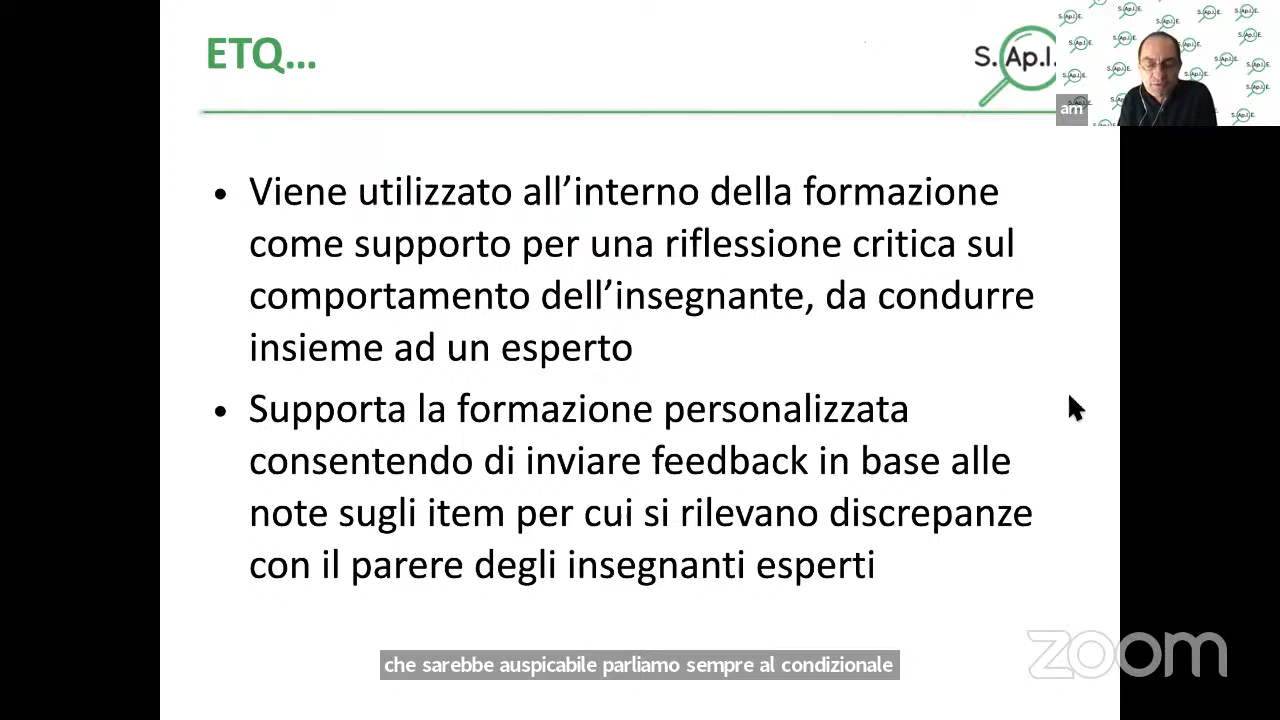 ETQ...
S. Ap.I.
am
• Viene utilizzato all’interno della formazione
come supporto per una riflessione critica sul
comportamento dell’insegnante, da condurre
insieme ad un esperto
• Supporta la formazione personalizzata
consentendo di inviare feedback in base alle
note sugli item per cui si rilevano discrepanze
con il parere degli insegnanti esperti
che sarebbe auspicabile parliamo sempre al condizionale
zoom